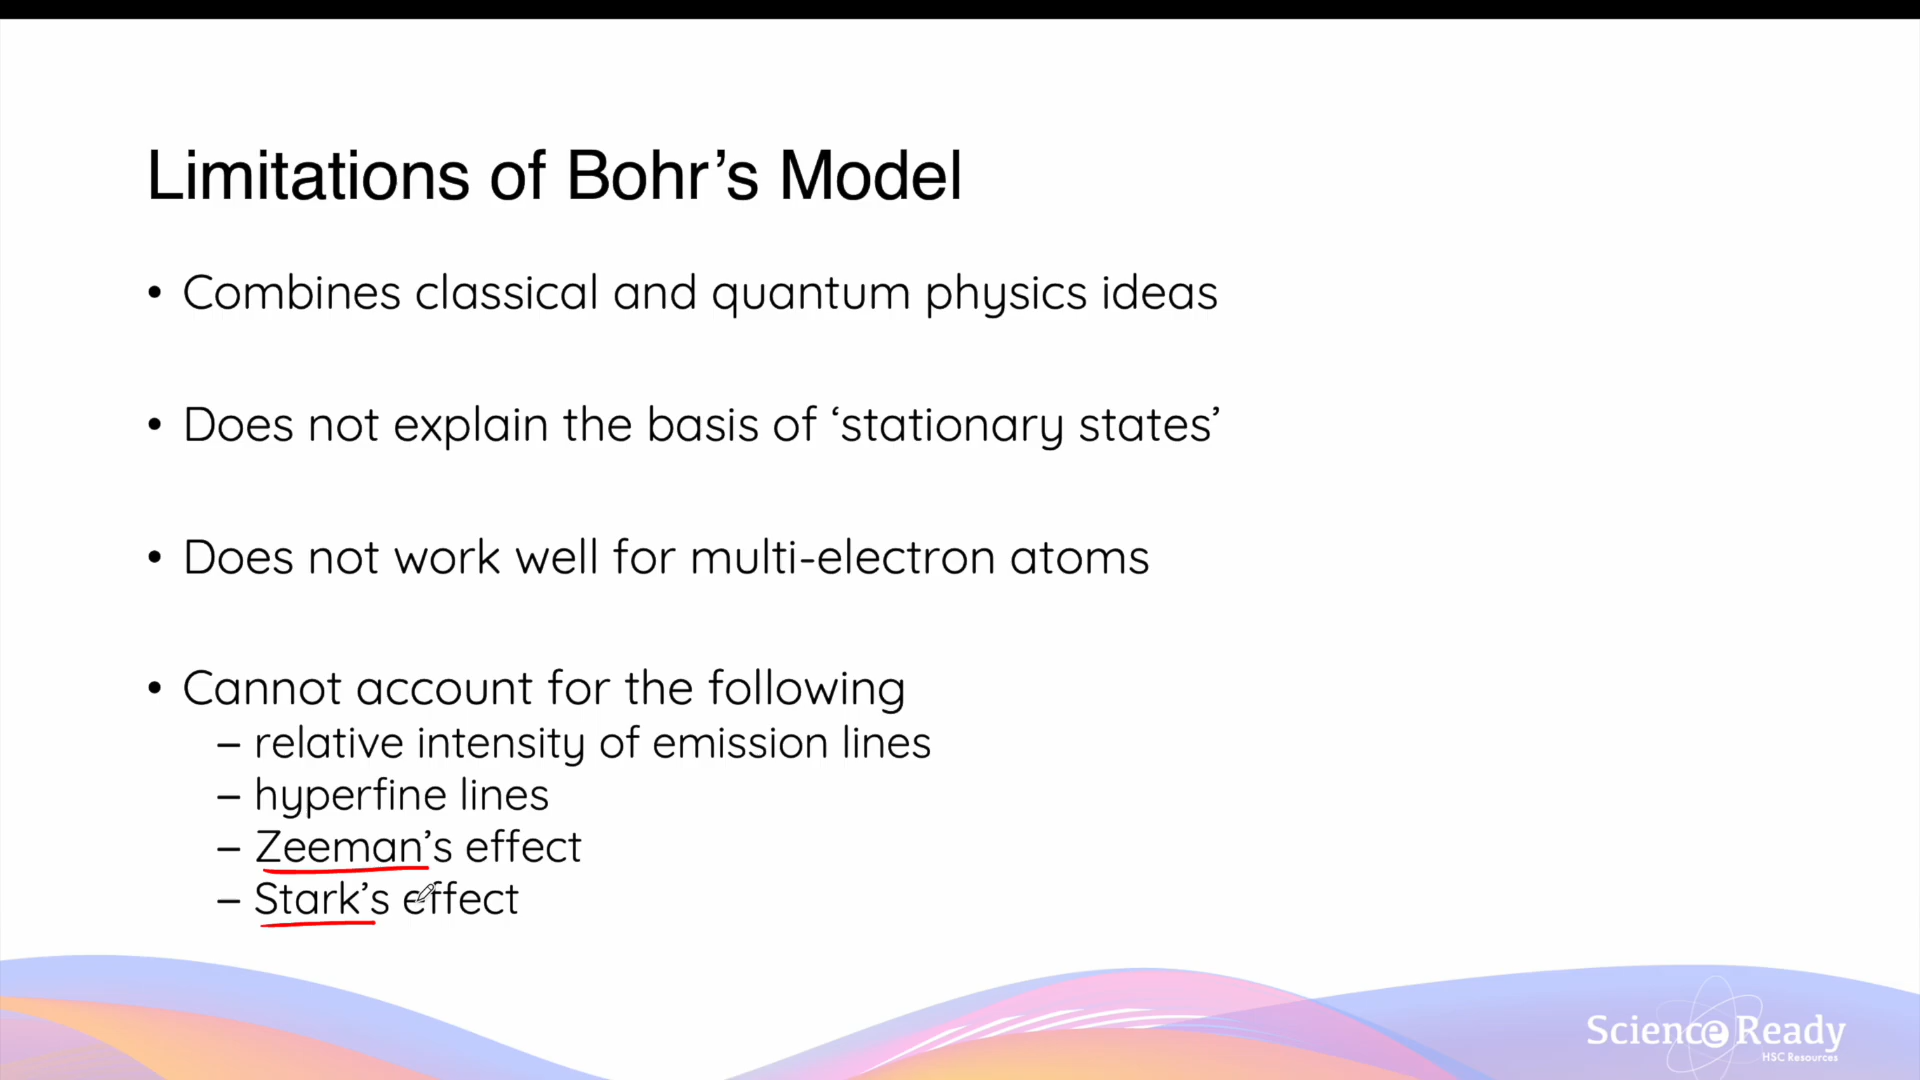 Limitations of Bohr’s Model
• Combines classical and quantum physics ideas
• Does not explain the basis of ‘stationary states’
• Does not work well for multi-electron atoms
• Cannot account for the following
– relative intensity of emission lines
– hyperfine lines
– Zeeman’s effect
– Stark’s effect
Science Ready
HSC Resources